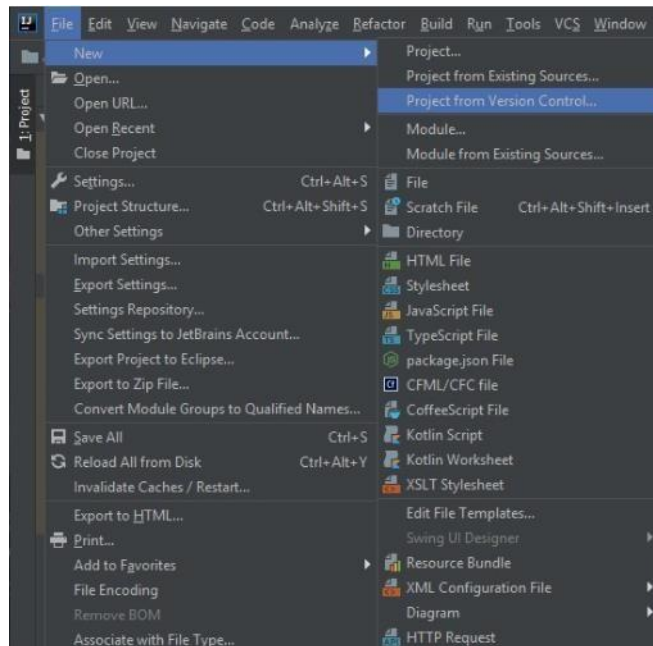 IJ File Edit View Navigate Code Analyze Refactor Build Run Tools VCS Window
1: Project
New
Open...
Open URL...
Open Recent
Close Project
Settings... Ctrl+Alt+S
Project Structure... Ctrl+Alt+Shift+S
Other Settings
Import Settings...
Export Settings...
Settings Repository...
Sync Settings to JetBrains Account...
Export Project to Eclipse...
Export to Zip File...
Convert Module Groups to Qualified Names...
Save All Ctrl+S
Reload All from Disk Ctrl+Alt+Y
Invalidate Caches / Restart...
Export to HTML...
Print...
Add to Favorites
File Encoding
Remove BOM
Associate with File Type...
Project...
Project from Existing Sources...
Project from Version Control...
Module...
Module from Existing Sources...
File
Scratch File Ctrl+Alt+Shift+Insert
Directory
HTML File
CSS Stylesheet
JS JavaScript File
TS TypeScript File
package.json File
Cf CFML/CFC file
CoffeeScript File
Kotlin Script
Kotlin Worksheet
XSLT Stylesheet
Edit File Templates...
Swing UI Designer
Resource Bundle
XML Configuration File
Diagram
API HTTP Request